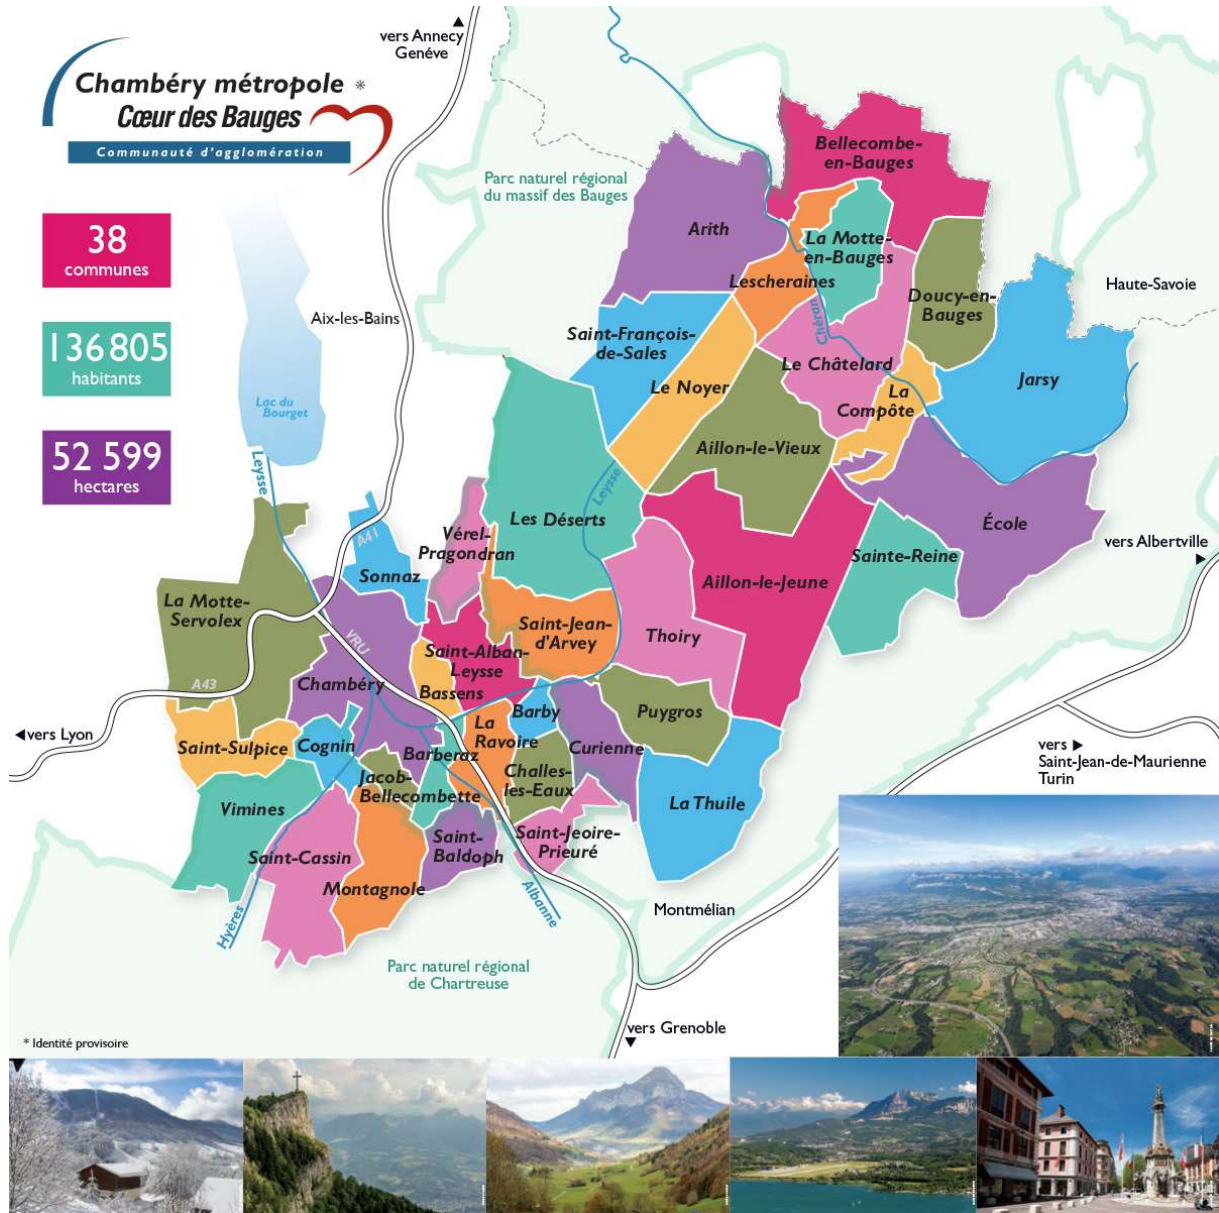 vers Annecy
Genéve
Chambéry métropole *
Cœur des Bauges
Communauté d'agglomération
38
communes
136 805
habitants
52 599
hectares
Parc naturel régional
du massif des Bauges
Bellecombe-
en-Bauges
Arith
La Motte-
en-Bauges
Lescheraines
Doucy-en-
Bauges
Haute-Savoie
Aix-les-Bains
Chéran
Saint-François-
de-Sales
Le Noyer
Le Châtelard
La
Compôte
Jarsy
Lac du
Bourget
Aillon-le-Vieux
Leysse
Leysse
Les Déserts
École
Vérel-
Pragondran
A41
Sonnaz
Sainte-Reine
vers Albertville
Aillon-le-Jeune
La Motte-
Servolex
Saint-Jean-
d'Arvey
Thoiry
VRU
Saint-Alban-
Leysse
A43
Chambéry
Bassens
Barby
Puygros
vers Lyon
Saint-Sulpice
Cognin
Barberaz
La
Ravoire
Curienne
vers
Saint-Jean-de-Maurienne
Turin
Jacob-
Bellecombette
Challes-
les-Eaux
Vimines
La Thuile
Saint-Cassin
Saint-
Baldoph
Saint-Jeoire-
Prieuré
Montagnole
Albanne
Hyères
Montmélian
Parc naturel régional
de Chartreuse
vers Grenoble
* Identité provisoire